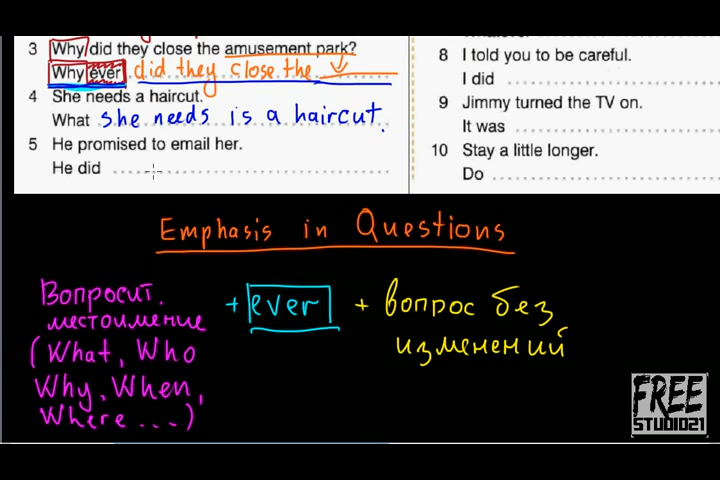 3 Why did they close the amusement park?
Why ever did they close the
4 She needs a haircut.
What she needs is a haircut.
5 He promised to email her.
He did
8 I told you to be careful.
I did
9 Jimmy turned the TV on.
It was
10 Stay a little longer.
Do
Emphasis in Questions
Вопросит.
местоимение
(What, Who
Why, When,
Where ....)
+ ever + вопрос без
изменений
FREE
STUDIO21